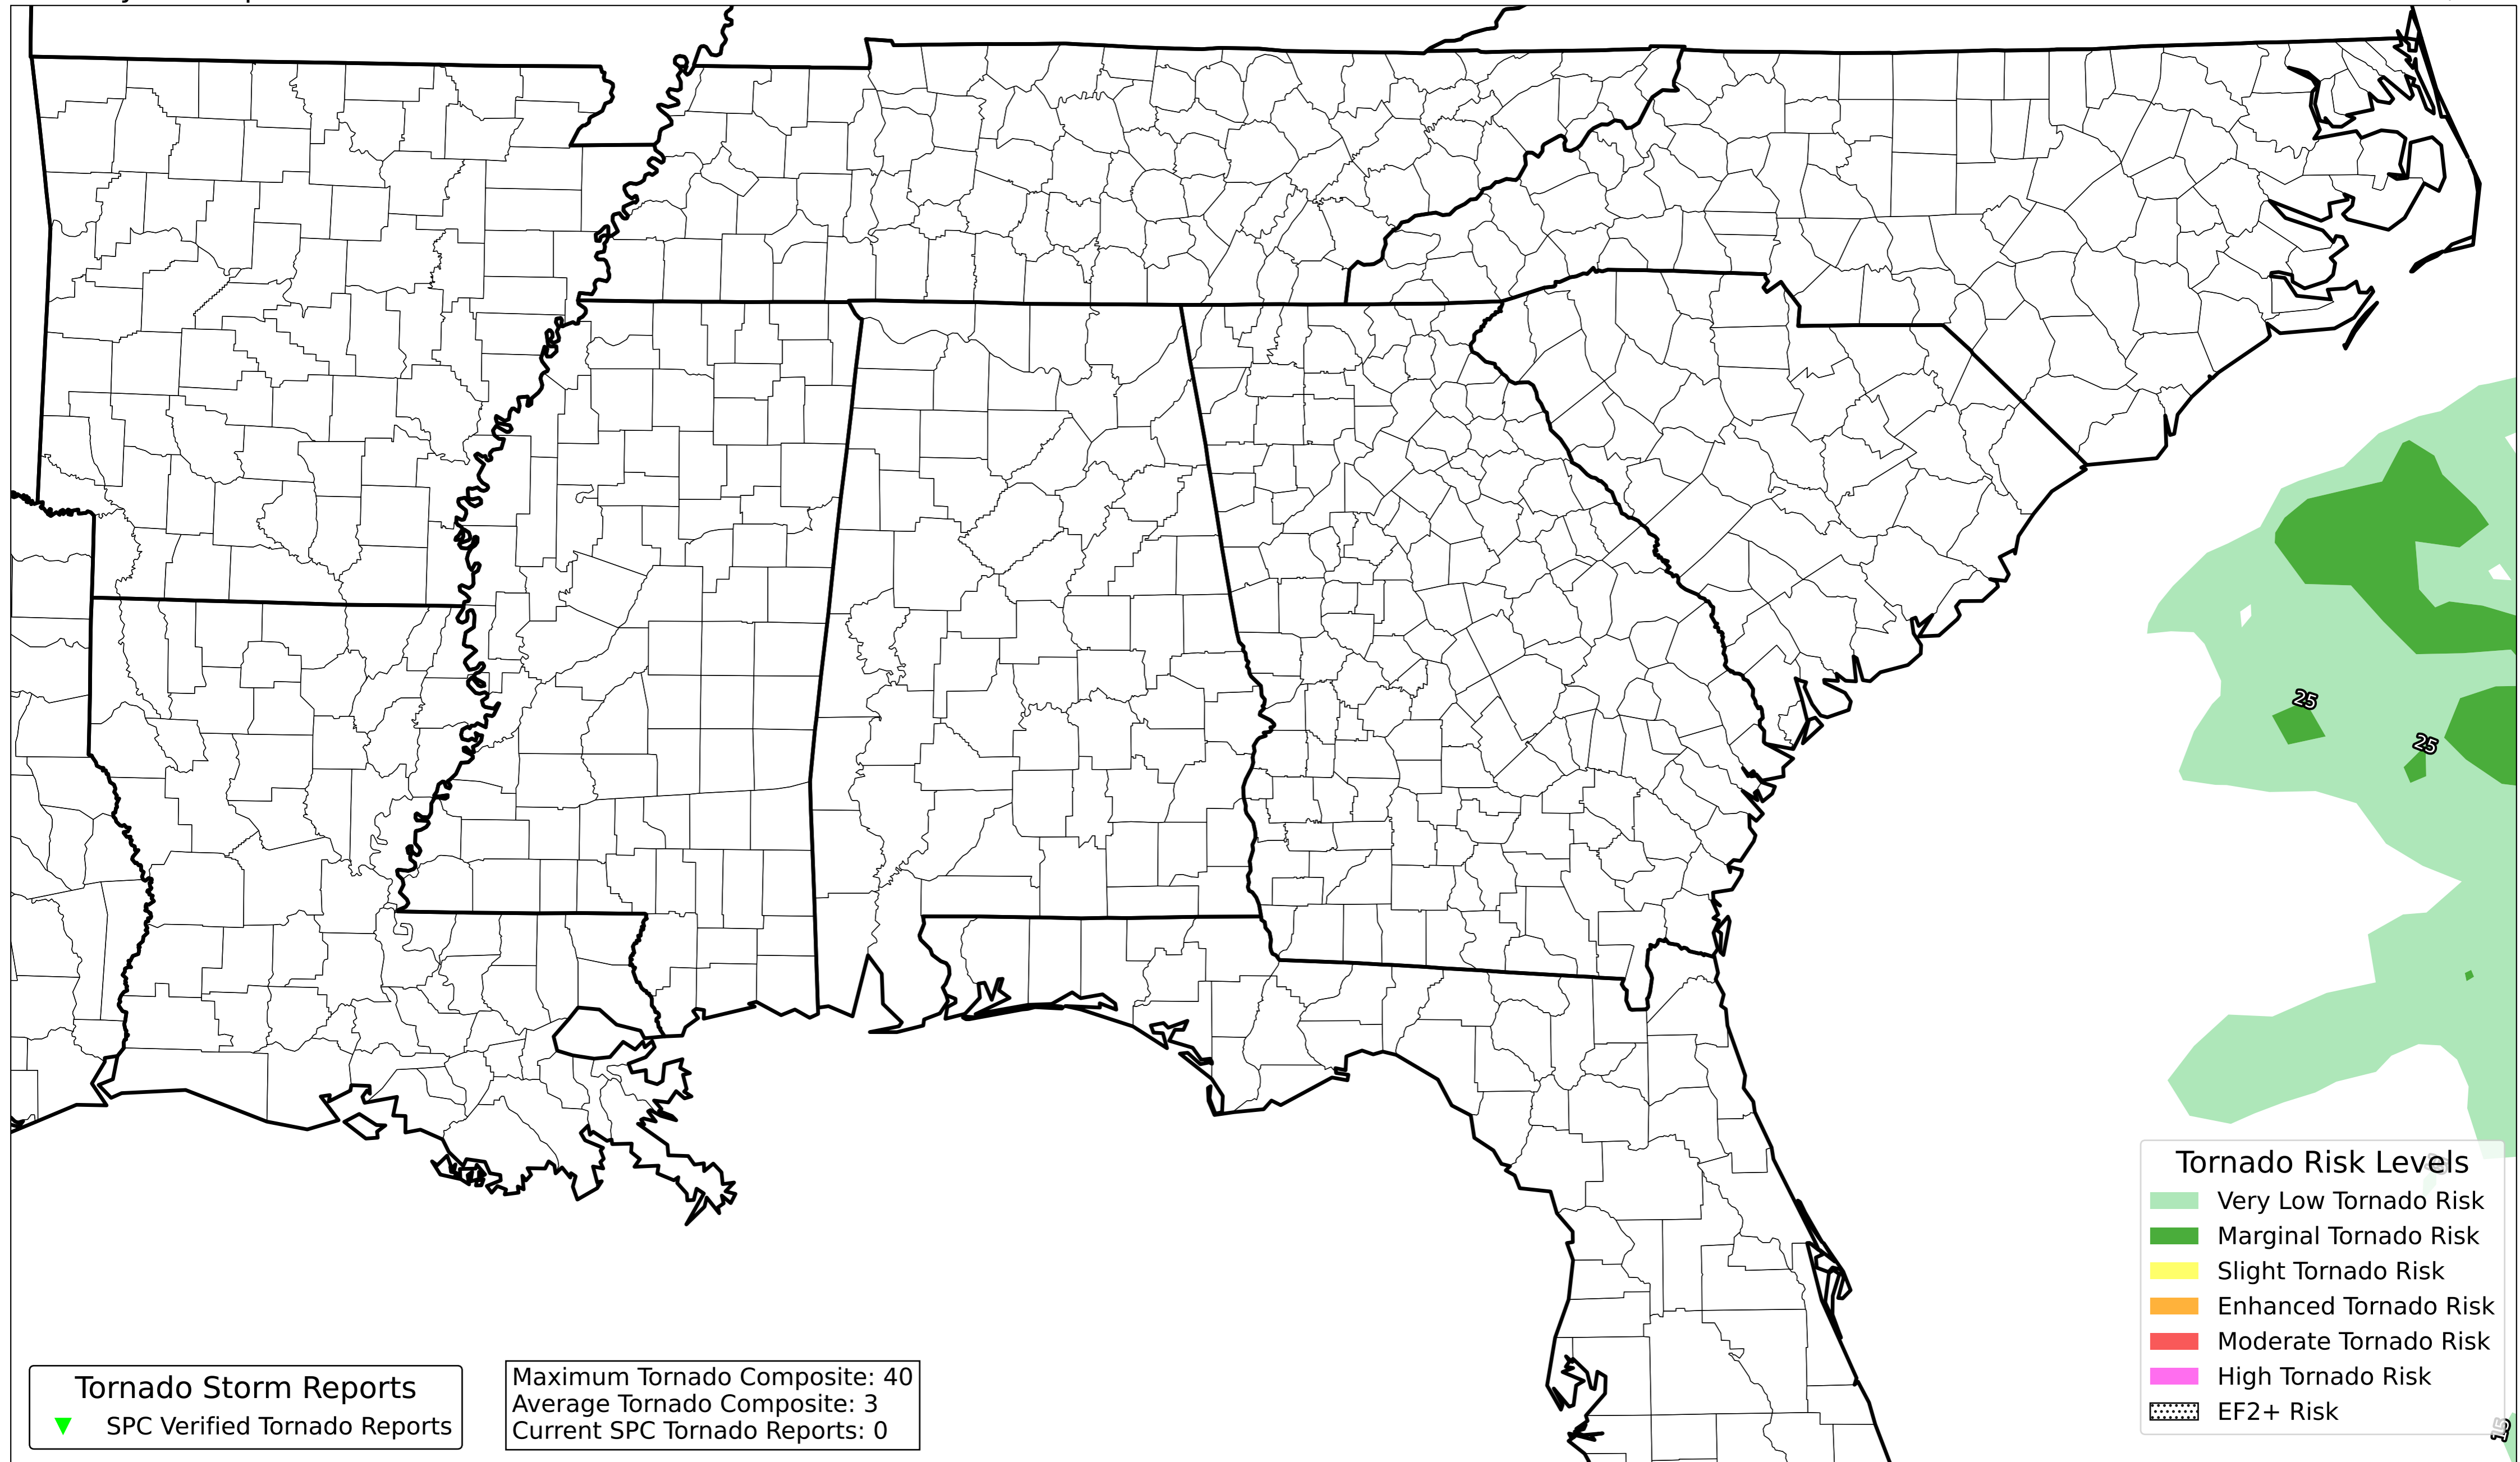 25
25
Tornado Risk Levels
Very Low Tornado Risk
Marginal Tornado Risk
Slight Tornado Risk
Enhanced Tornado Risk
Moderate Tornado Risk
High Tornado Risk
EF2+ Risk
Tornado Storm Reports
SPC Verified Tornado Reports
Maximum Tornado Composite: 40
Average Tornado Composite: 3
Current SPC Tornado Reports: 0
15